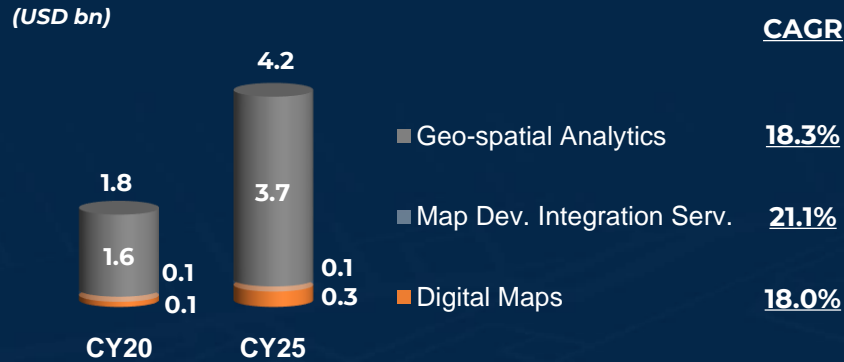 (USD bn)
CAGR
4.2
Geo-spatial Analytics 18.3%
1.8
3.7
Map Dev. Integration Serv. 21.1%
1.6
0.1
0.1
0.1
0.3
Digital Maps 18.0%
CY20 CY25